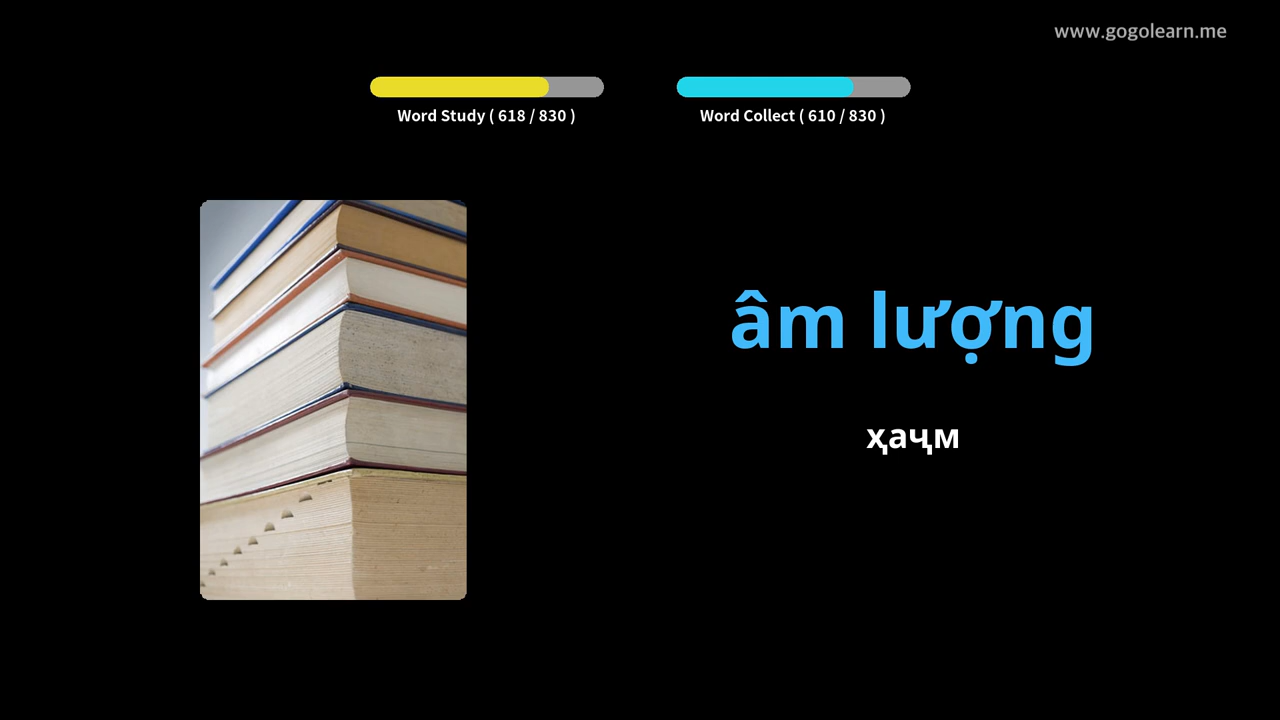 www.gogolearn.me
Word Study ( 618 / 830 )
Word Collect ( 610 / 830 )
âm lượng
ҳаҷм